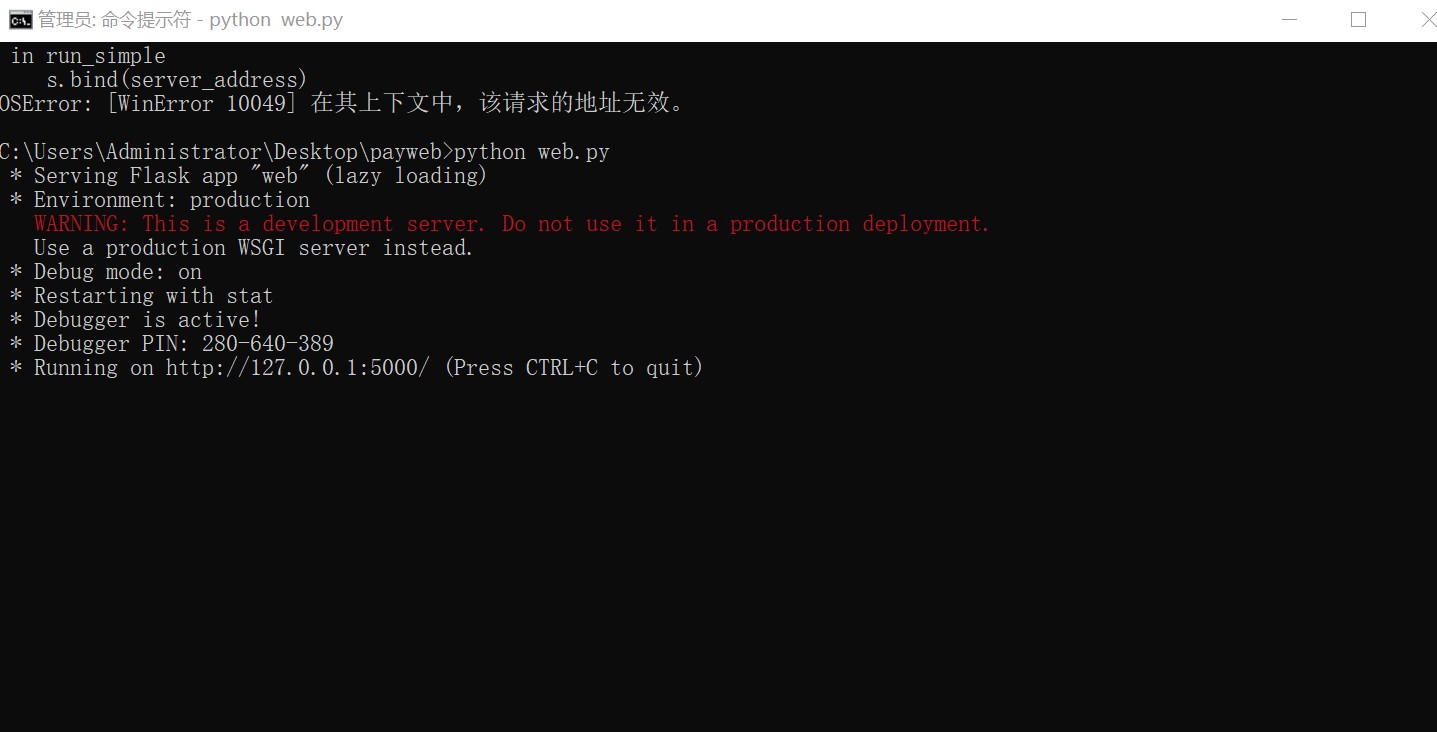 管理员: 命令提示符 - python  web.py
in run_simple
s.bind(server_address)
OSError: [WinError 10049] 在其上下文中，该请求的地址无效。
C:\Users\Administrator\Desktop\payweb>python web.py
* Serving Flask app "web" (lazy loading)
* Environment: production
WARNING: This is a development server. Do not use it in a production deployment.
Use a production WSGI server instead.
* Debug mode: on
* Restarting with stat
* Debugger is active!
* Debugger PIN: 280-640-389
* Running on http://127.0.0.1:5000/ (Press CTRL+C to quit)